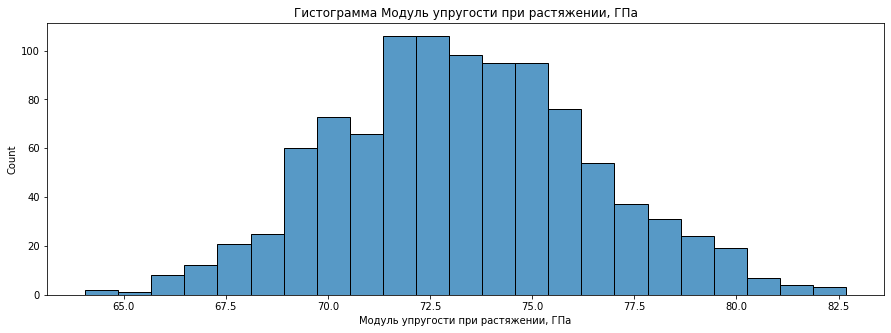 Гистограмма Модуль упругости при растяжении, ГПа
100
80
60
40
20
0
Count
65.0 67.5 70.0 72.5 75.0 77.5 80.0 82.5
Модуль упругости при растяжении, ГПа